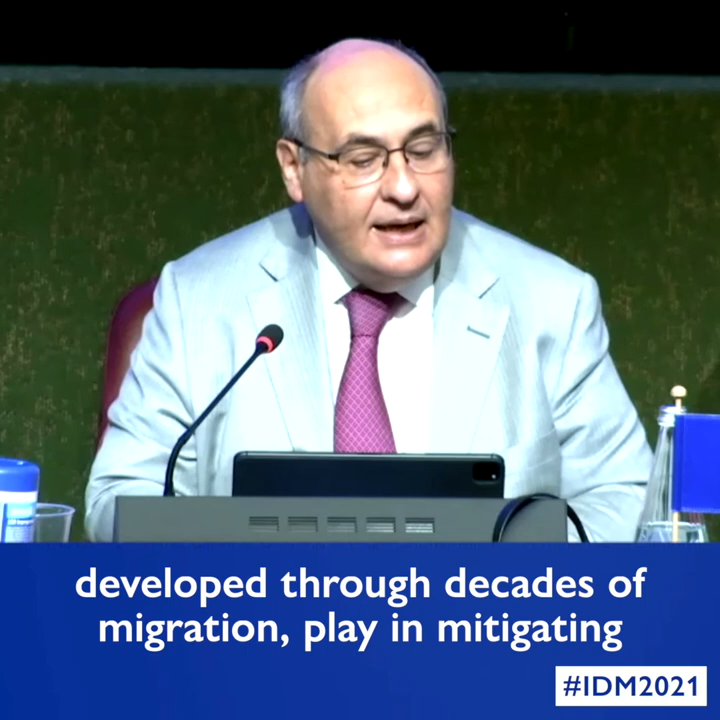 developed through decades of
migration, play in mitigating
#IDM2021